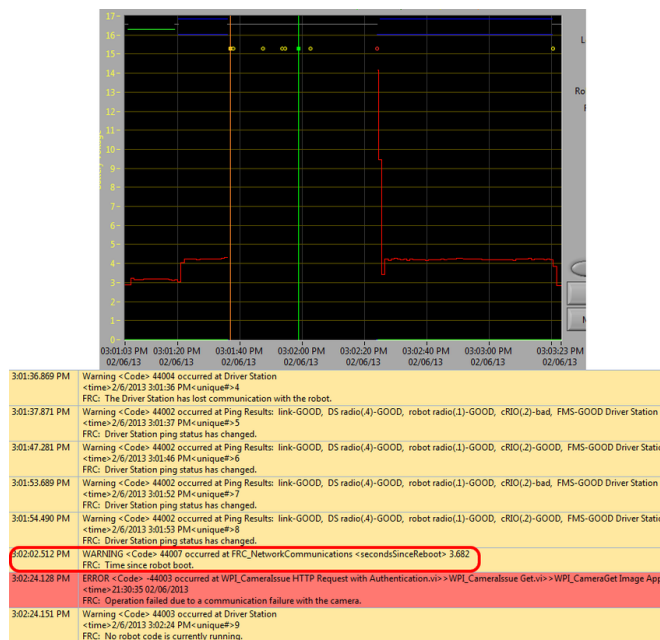 17-
16-
15-
14-
13-
12-
11-
10-
9-
8-
7-
6-
5-
4-
3-
2-
1-
0-
L
Ro
F
N
03:01:03 PM 03:01:20 PM 03:01:40 PM 03:02:00 PM 03:02:20 PM 03:02:40 PM 03:03:00 PM 03:03:23 PM
02/06/13 02/06/13 02/06/13 02/06/13 02/06/13 02/06/13 02/06/13 02/06/13
3:01:36.869 PM Warning <Code> 44004 occurred at Driver Station
<time>2/6/2013 3:01:36 PM<unique#>4
FRC: The Driver Station has lost communication with the robot.
3:01:37.871 PM Warning <Code> 44002 occurred at Ping Results: link-GOOD, DS radio(.4)-GOOD, robot radio(.1)-GOOD, cRIO(.2)-bad, FMS-GOOD Driver Station
<time>2/6/2013 3:01:37 PM<unique#>5
FRC: Driver Station ping status has changed.
3:01:47.281 PM Warning <Code> 44002 occurred at Ping Results: link-GOOD, DS radio(.4)-GOOD, robot radio(.1)-GOOD, cRIO(.2)-GOOD, FMS-GOOD Driver Stati
<time>2/6/2013 3:01:46 PM<unique#>6
FRC: Driver Station ping status has changed.
3:01:53.689 PM Warning <Code> 44002 occurred at Ping Results: link-GOOD, DS radio(.4)-GOOD, robot radio(.1)-GOOD, cRIO(.2)-bad, FMS-GOOD Driver Station
<time>2/6/2013 3:01:52 PM<unique#>7
FRC: Driver Station ping status has changed.
3:01:54.490 PM Warning <Code> 44002 occurred at Ping Results: link-GOOD, DS radio(.4)-GOOD, robot radio(.1)-GOOD, cRIO(.2)-GOOD, FMS-GOOD Driver Stati
<time>2/6/2013 3:01:53 PM<unique#>8
FRC: Driver Station ping status has changed.
3:02:02.512 PM WARNING <Code> 44007 occurred at FRC_NetworkCommunications <secondsSinceReboot> 3.682
FRC: Time since robot boot.
3:02:24.128 PM ERROR <Code> -44003 occurred at WPI_CameraIssue HTTP Request with Authentication.vi>>WPI_CameraIssue Get.vi>>WPI_CameraGet Image App
<time>21:30:35 02/06/2013
FRC: Operation failed due to a communication failure with the camera.
3:02:24.151 PM Warning <Code> 44003 occurred at Driver Station
<time>2/6/2013 3:02:24 PM<unique#>9
FRC: No robot code is currently running.